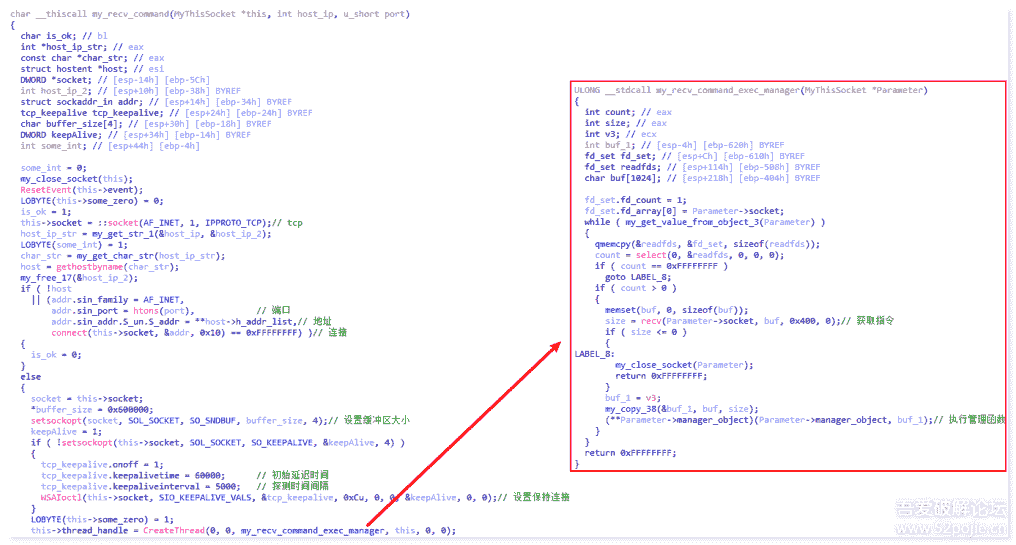 char __thiscall my_recv_command(MyThisSocket *this, int host_ip, u_short port)
{
  char is_ok; // bl
  int *host_ip_str; // eax
  const char *char_str; // eax
  struct hostent *host; // esi
  DWORD *socket; // [esp-14h] [ebp-5Ch]
  int host_ip_2; // [esp+10h] [ebp-38h] BYREF
  struct sockaddr_in addr; // [esp+14h] [ebp-34h] BYREF
  tcp_keepalive tcp_keepalive; // [esp+24h] [ebp-24h] BYREF
  char buffer_size[4]; // [esp+30h] [ebp-18h] BYREF
  DWORD keepAlive; // [esp+34h] [ebp-14h] BYREF
  int some_int; // [esp+44h] [ebp-4h]
  some_int = 0;
  my_close_socket(this);
  ResetEvent(this->event);
  LOBYTE(this->some_zero) = 0;
  is_ok = 1;
  this->socket = ::socket(AF_INET, 1, IPPROTO_TCP);// tcp
  host_ip_str = my_get_str_1(&host_ip, &host_ip_2);
  LOBYTE(some_int) = 1;
  char_str = my_get_char_str(host_ip_str);
  host = gethostbyname(char_str);
  my_free_17(&host_ip_2);
  if ( !host
    || (addr.sin_family = AF_INET,
        addr.sin_port = htons(port), // 端口
        addr.sin_addr.S_un.S_addr = **host->h_addr_list,// 地址
        connect(this->socket, &addr, 0x10) == 0xFFFFFFFF) )// 连接
  {
    is_ok = 0;
  }
  else
  {
    socket = this->socket;
    *buffer_size = 0x600000;
    setsockopt(socket, SOL_SOCKET, SO_SNDBUF, buffer_size, 4);// 设置缓冲区大小
    keepAlive = 1;
    if ( !setsockopt(this->socket, SOL_SOCKET, SO_KEEPALIVE, &keepAlive, 4) )
    {
      tcp_keepalive.onoff = 1;
      tcp_keepalive.keepalivetime = 60000; // 初始延迟时间
      tcp_keepalive.keepaliveinterval = 5000; // 探测时间间隔
      WSAIoctl(this->socket, SIO_KEEPALIVE_VALS, &tcp_keepalive, 0xCu, 0, 0, &keepAlive, 0, 0);// 设置保持连接
    }
    LOBYTE(this->some_zero) = 1;
    this->thread_handle = CreateThread(0, 0, my_recv_command_exec_manager, this, 0, 0);
ULONG __stdcall my_recv_command_exec_manager(MyThisSocket *Parameter)
{
  int count; // eax
  int size; // eax
  int v3; // ecx
  int buf_1; // [esp-4h] [ebp-620h] BYREF
  fd_set fd_set; // [esp+Ch] [ebp-610h] BYREF
  fd_set readfds; // [esp+114h] [ebp-508h] BYREF
  char buf[1024]; // [esp+218h] [ebp-404h] BYREF
  fd_set.fd_count = 1;
  fd_set.fd_array[0] = Parameter->socket;
  while ( my_get_value_from_object_3(Parameter) )
  {
    qmemcpy(&readfds, &fd_set, sizeof(readfds));
    count = select(0, &readfds, 0, 0, 0);
    if ( count == 0xFFFFFFFF )
      goto LABEL_8;
    if ( count > 0 )
    {
      memset(buf, 0, sizeof(buf));
      size = recv(Parameter->socket, buf, 0x400, 0);// 获取指令
      if ( size <= 0 )
      {
LABEL_8:
        my_close_socket(Parameter);
        return 0xFFFFFFFF;
      }
      buf_1 = v3;
      my_copy_38(&buf_1, buf, size);
      (**Parameter->manager_object)(Parameter->manager_object, buf_1);// 执行管理函数
    }
  }
  return 0xFFFFFFFF;
}
吾爱破解论坛
www.52pojie.cn